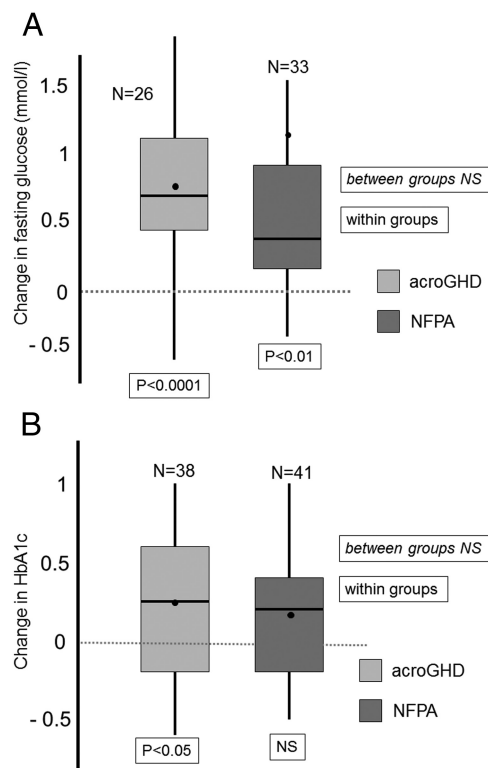 A
Change in fasting glucose (mmol/l)
1.5
1
0.5
0
- 0.5
N=26
N=33
between groups NS
within groups
acroGHD
NFPA
P<0.0001
P<0.01
B
Change in HbA1c
1
0.5
0
- 0.5
N=38
N=41
between groups NS
within groups
acroGHD
NFPA
P<0.05
NS